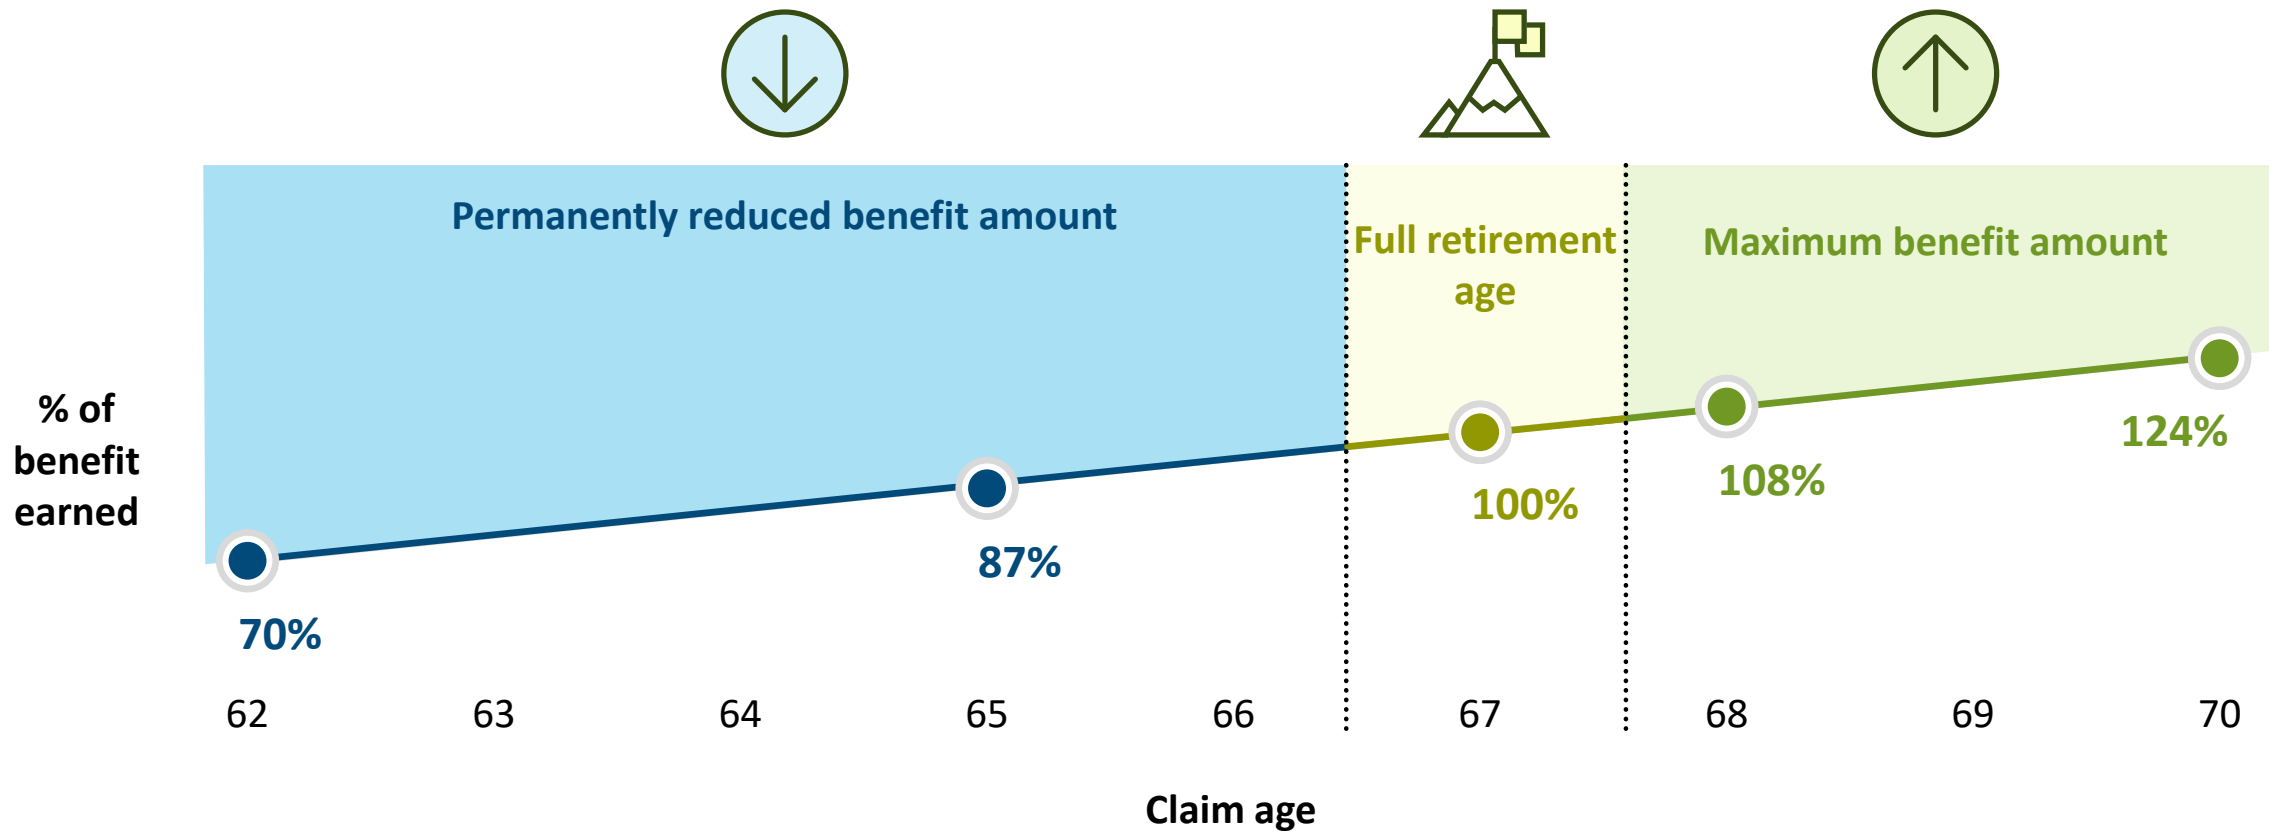 Permanently reduced benefit amount
Full retirement
age
Maximum benefit amount
% of
benefit
earned
70%
87%
100%
108%
124%
62 63 64 65 66 67 68 69 70
Claim age